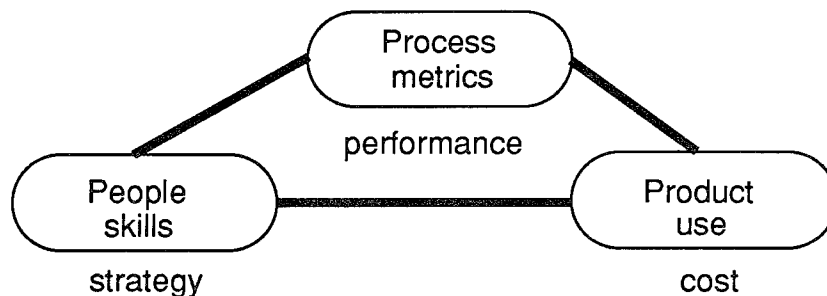 Process
metrics
performance
People
skills
Product
use
strategy
cost